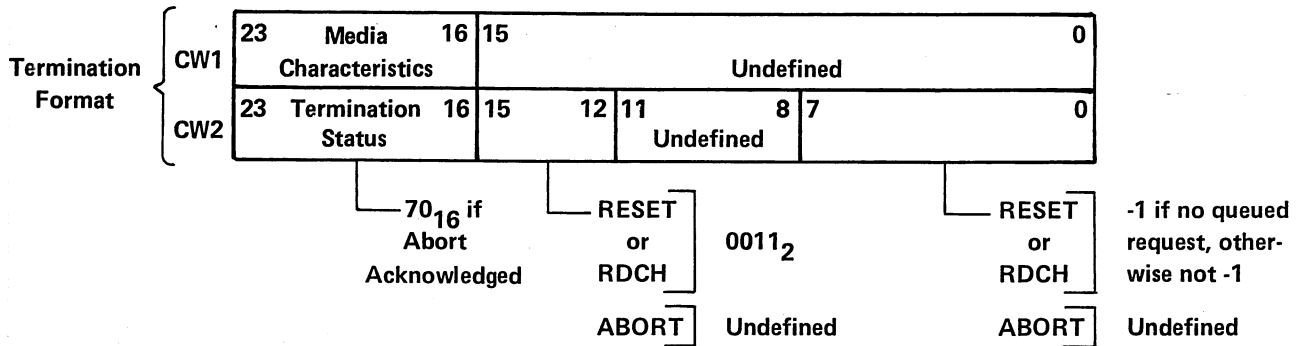 23 Media 16 15 0
Termination CW1 Characteristics Undefined
Format CW2 23 Termination 16 15 12 11 8 7 0
Status Undefined
70₁₆ if RESET RESET -1 if no queued
Abort or 0011₂ or request, other-
Acknowledged RDCH RDCH wise not -1
ABORT Undefined ABORT Undefined